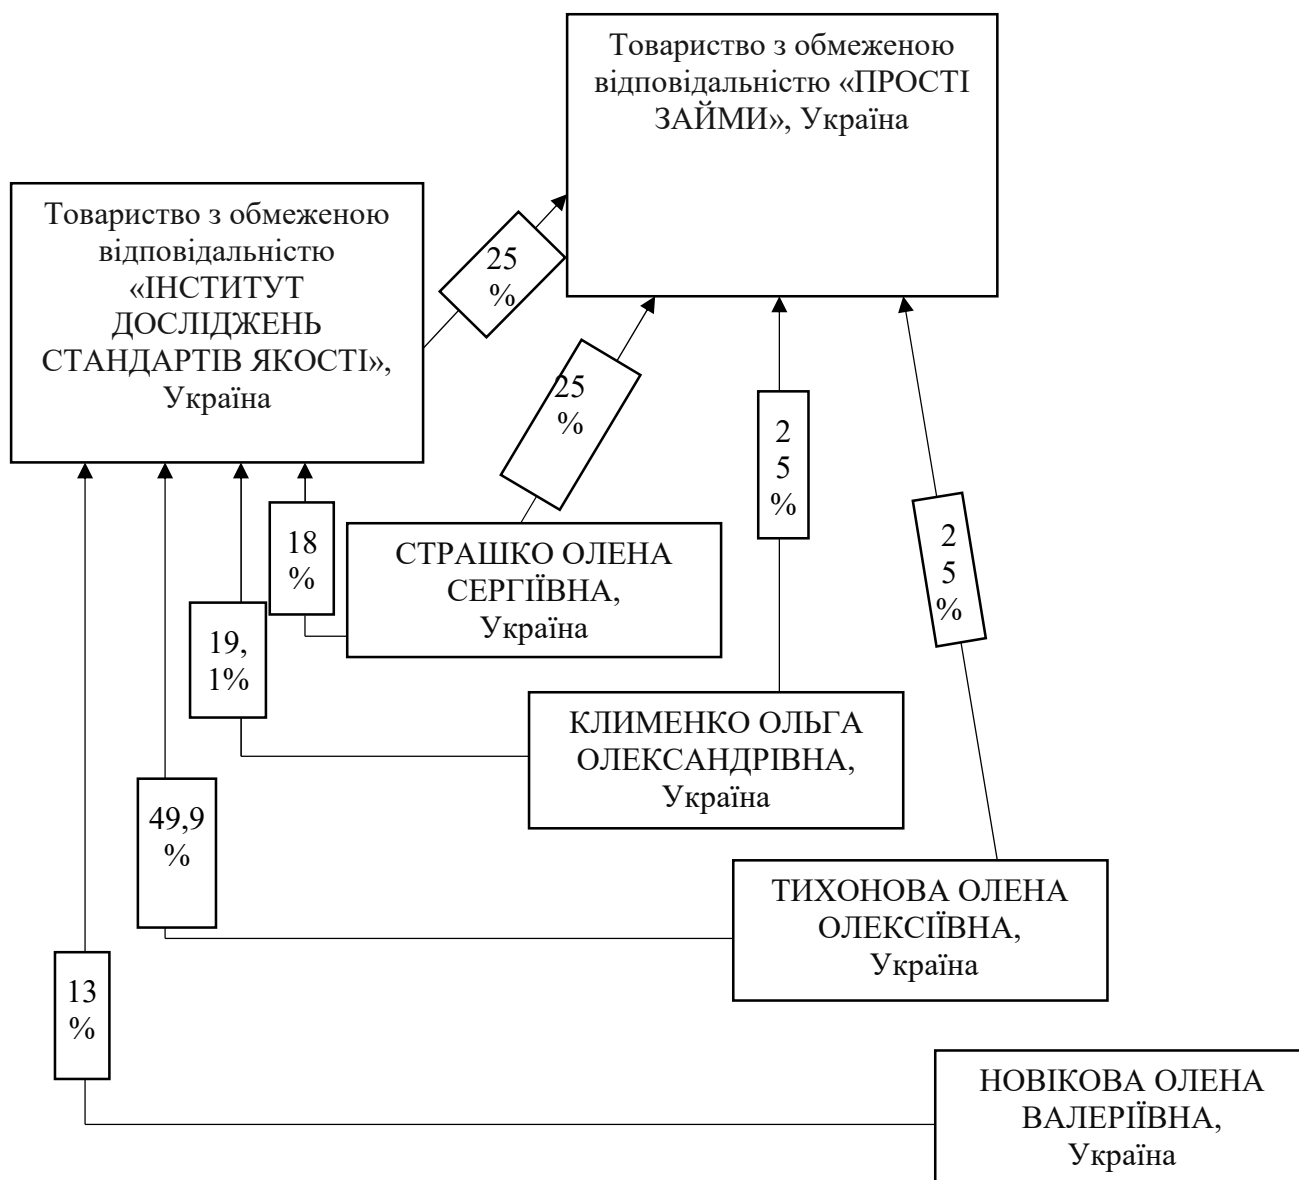 Товариство з обмеженою
відповідальністю «ПРОСТІ
ЗАЙМИ», Україна
Товариство з обмеженою
відповідальністю
«ІНСТИТУТ
ДОСЛІДЖЕНЬ
СТАНДАРТІВ ЯКОСТІ»,
Україна
25
%
25
%
2
5
%
2
5
%
18
%
СТРАШКО ОЛЕНА
СЕРГІЇВНА,
Україна
19,
1%
КЛИМЕНКО ОЛЬГА
ОЛЕКСАНДРІВНА,
Україна
49,9
%
ТИХОНОВА ОЛЕНА
ОЛЕКСІЇВНА,
Україна
13
%
НОВІКОВА ОЛЕНА
ВАЛЕРІЇВНА,
Україна